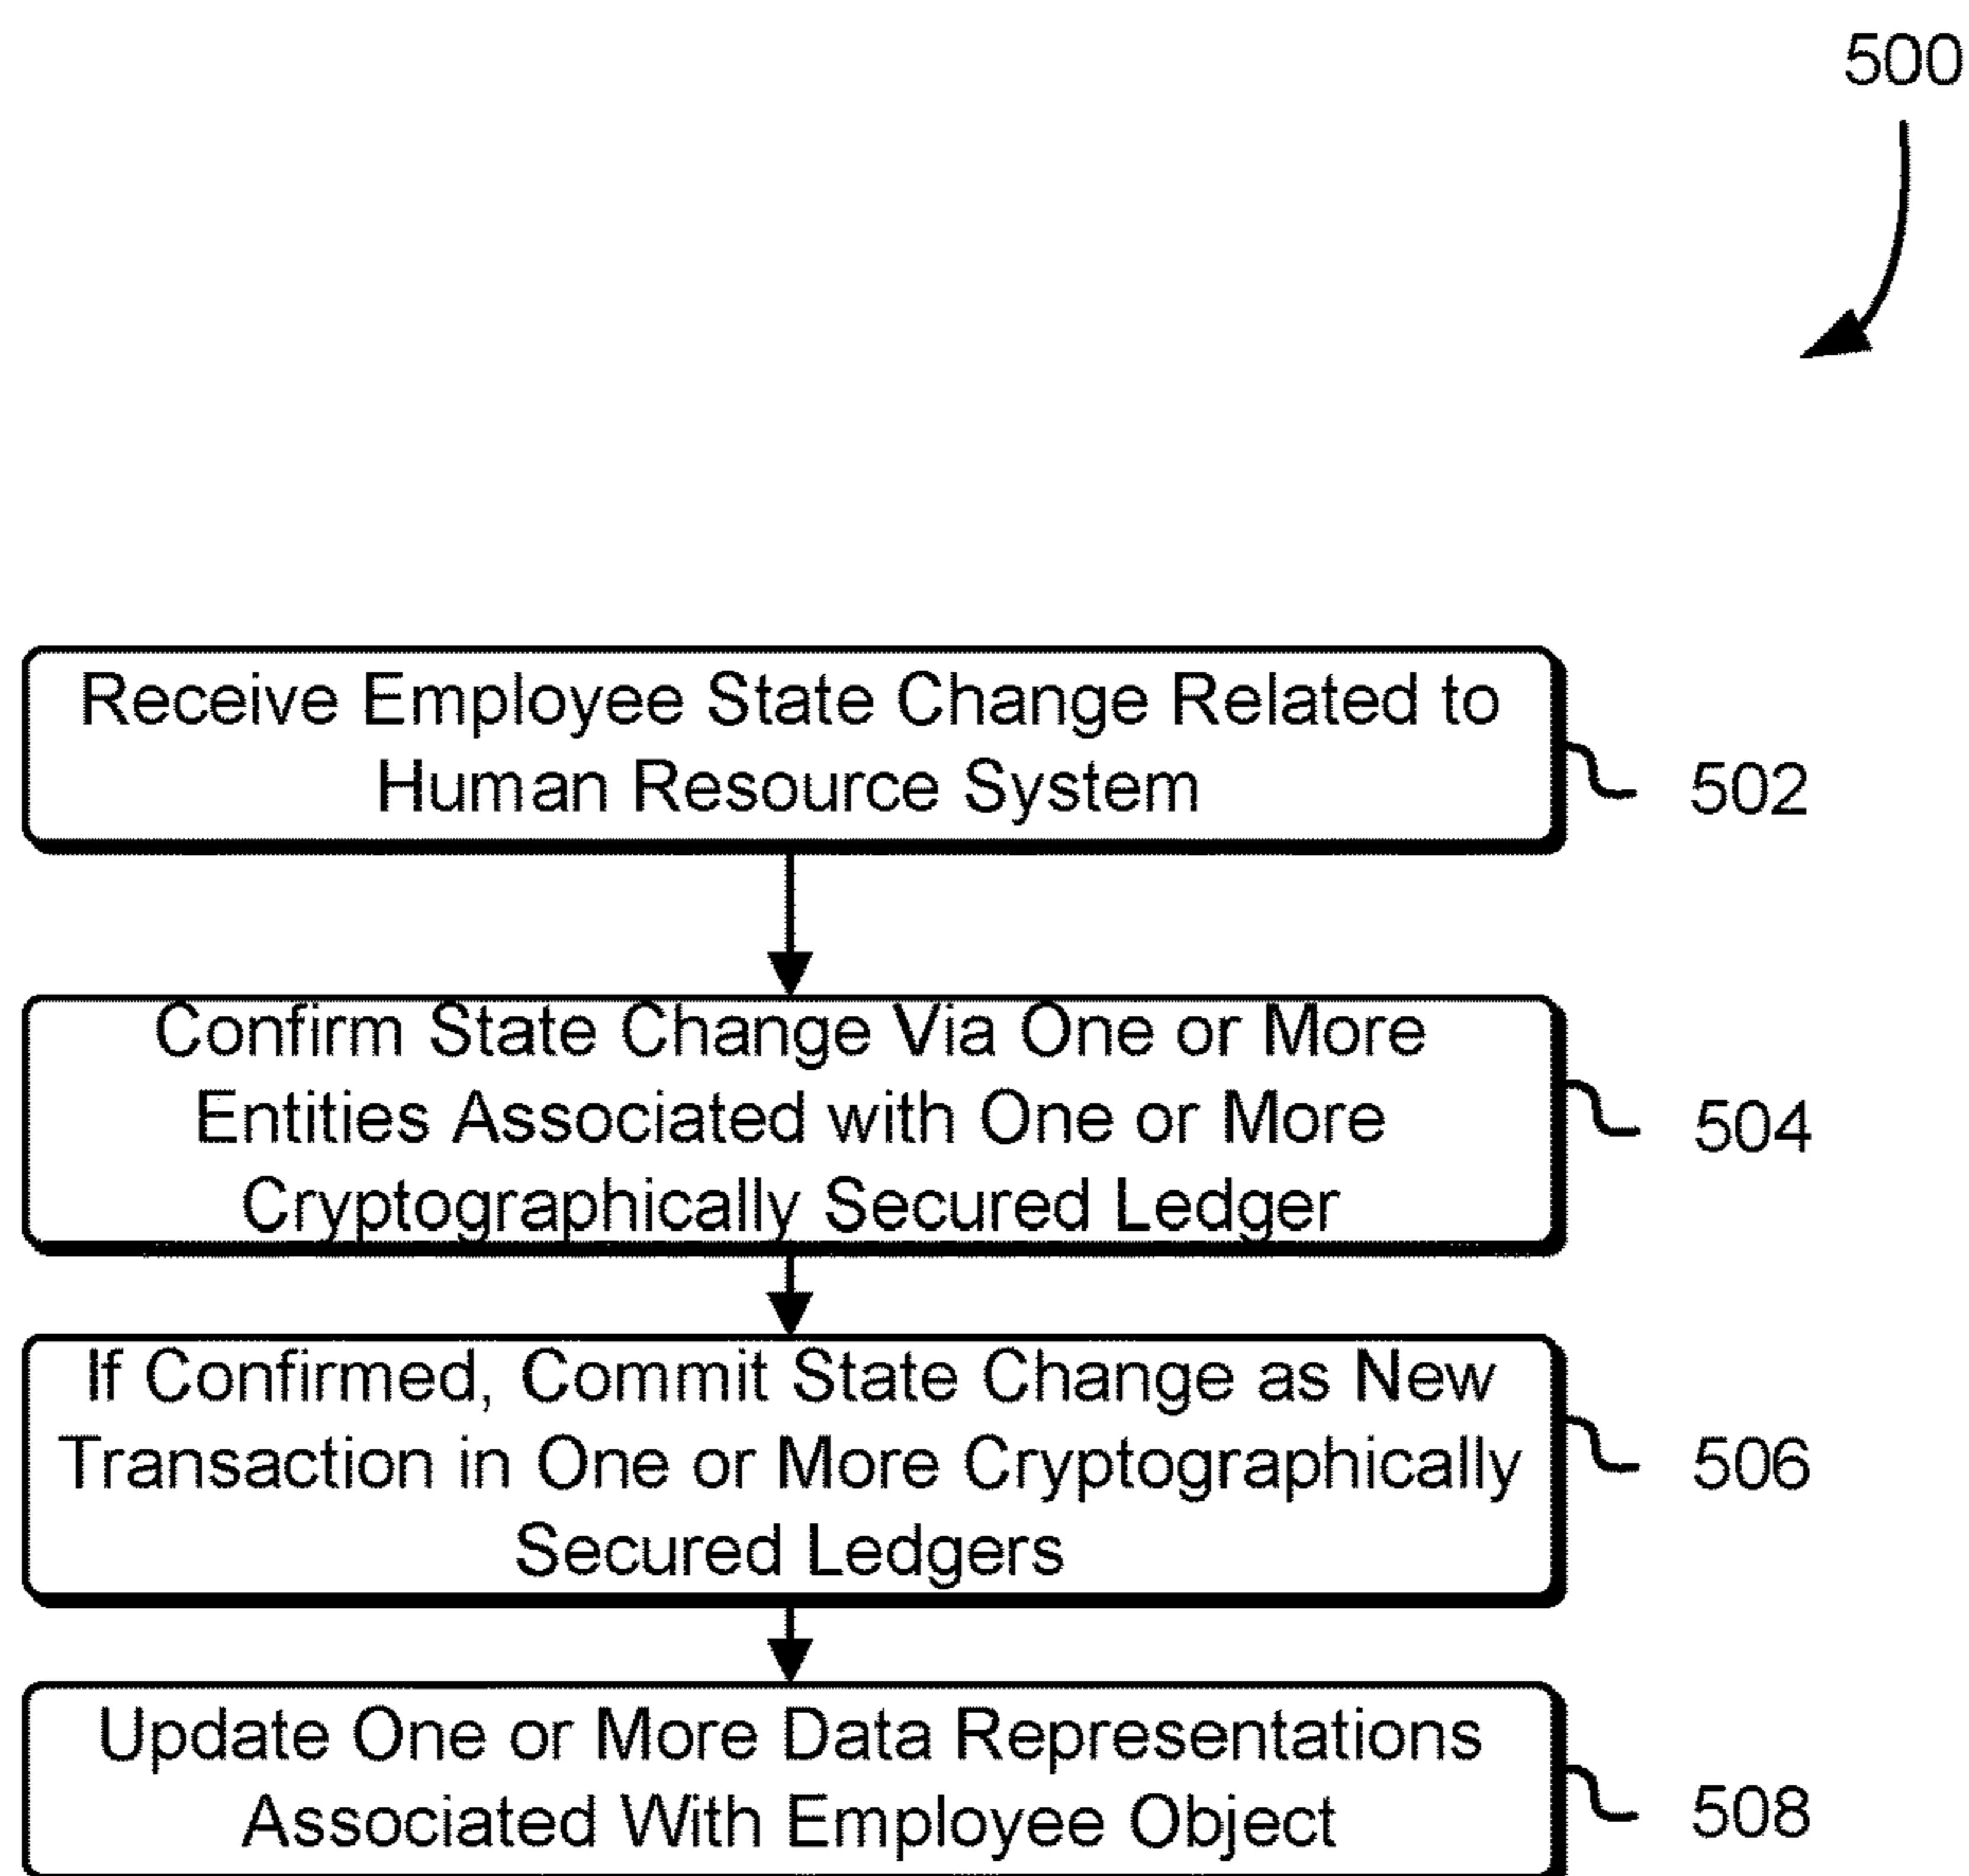 500
Receive Employee State Change Related to
Human Resource System
502
Confirm State Change Via One or More
Entities Associated with One or More
Cryptographically Secured Ledger
504
If Confirmed, Commit State Change as New
Transaction in One or More Cryptographically
Secured Ledgers
506
Update One or More Data Representations
Associated With Employee Object
508